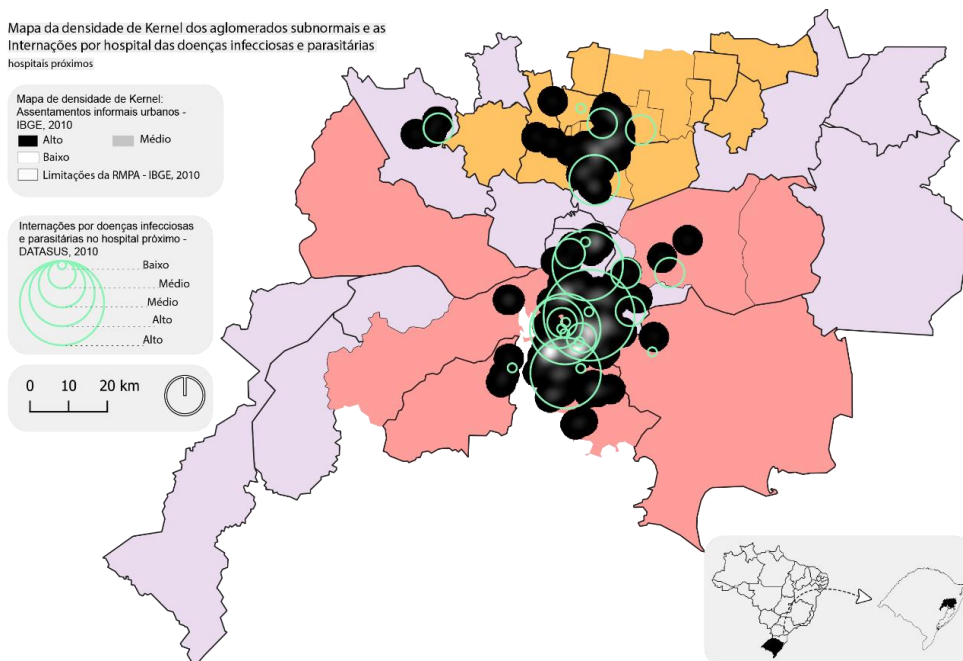 Mapa da densidade de Kernel dos aglomerados subnormais e as
Internações por hospital das doenças infecciosas e parasitária
hospitais próximos
Mapa de densidade de Kernel:
Assentamentos informais urbanos -
IBGE, 2010
Alto Médio
Baixo
Limitações da RMPA - IBGE, 2010
Internações por doenças infecciosas
e parasitárias no hospital próximo -
DATASUS, 2010
Baixo
Médio
Médio
Alto
Alto
0 10 20 km